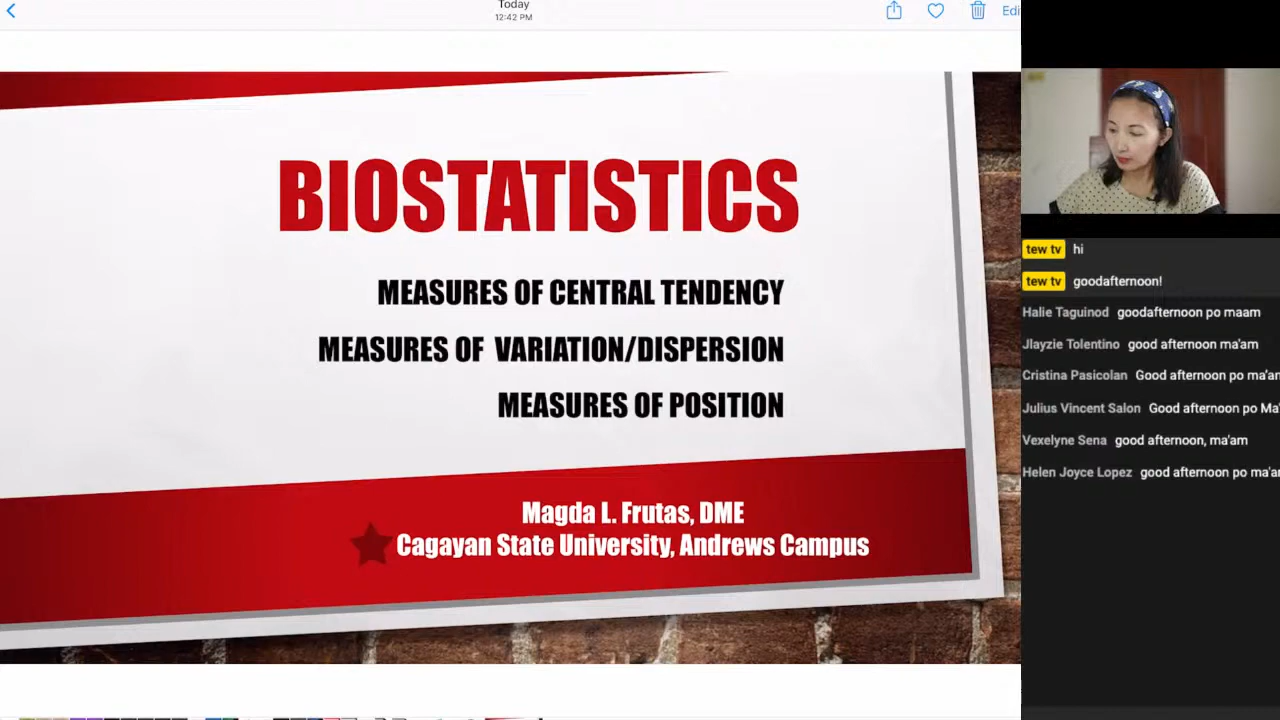 Today
12:42 PM
Edi
BIOSTATISTICS
MEASURES OF CENTRAL TENDENCY
MEASURES OF VARIATION/DISPERSION
MEASURES OF POSITION
Magda L. Frutas, DME
Cagayan State University, Andrews Campus
tew tv hi
tew tv goodafternoon!
Halie Taguinod goodafternoon po maam
Jlayzie Tolentino good afternoon ma'am
Cristina Pasicolan Good afternoon po ma'am
Julius Vincent Salon Good afternoon po Ma'
Vexelyne Sena good afternoon, ma'am
Helen Joyce Lopez good afternoon po ma'am